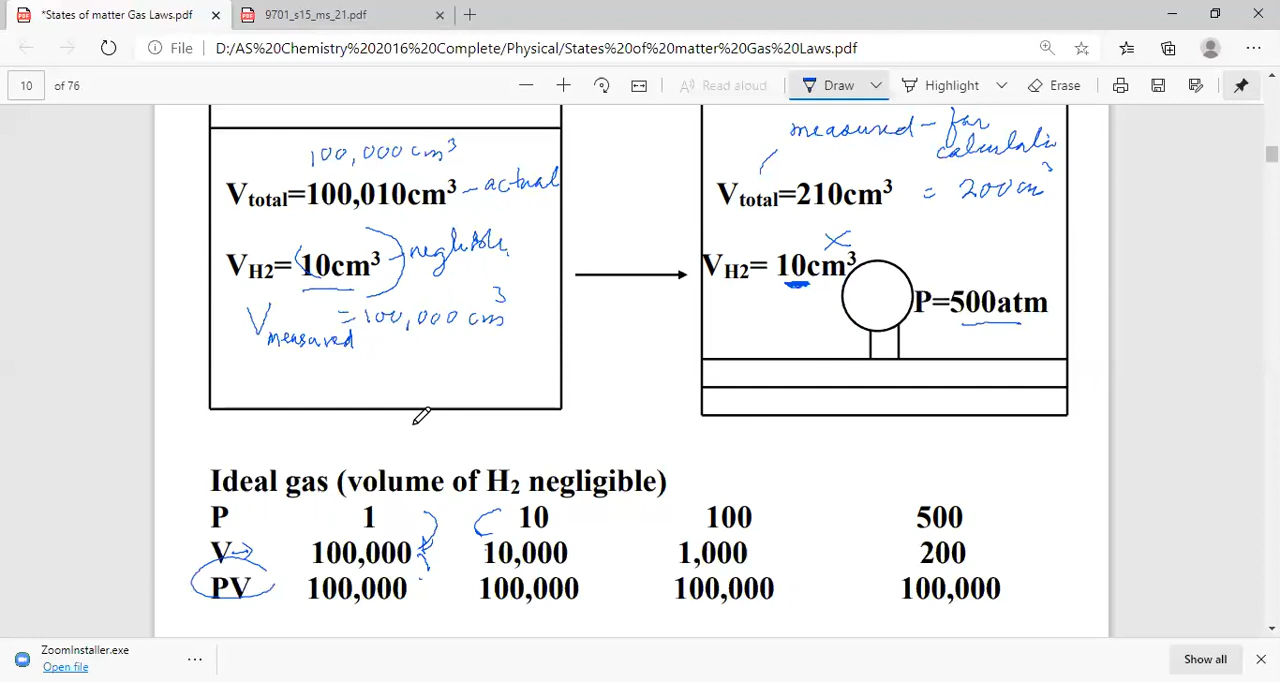 *States of matter Gas Laws.pdf
9701_s15_ms_21.pdf
File
D:/AS%20Chemistry%202016%20Complete/Physical/States%20of%20matter%20Gas%20Laws.pdf
10 of 76
Read aloud
Draw
Highlight
Erase
100,000 cm³
Vtotal=100,010cm³ - actual
VH2= 10cm³
Vmeasured = 100,000 cm³
measured - for
Vtotal=210cm³ = 200 cm³
VH2= 10cm³ ×
P=500atm
Ideal gas (volume of H₂ negligible)
P 1 10 100 500
V→ 100,000 10,000 1,000 200
PV 100,000 100,000 100,000 100,000
ZoomInstaller.exe
Open file
Show all